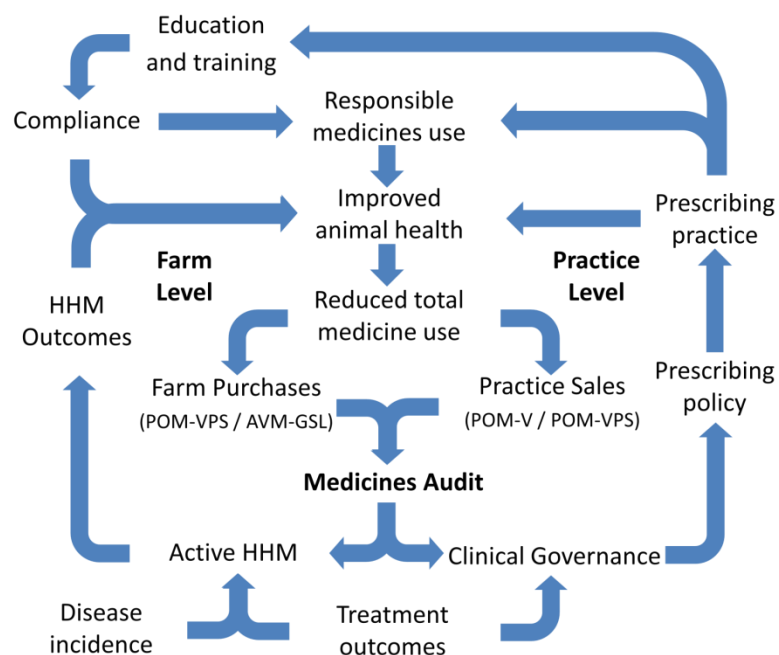 Education
and training
Compliance
Responsible
medicines use
Improved
animal health
Prescribing
practice
Farm
Level
Practice
Level
HHM
Outcomes
Reduced total
medicine use
Farm Purchases
(POM-VPS / AVM-GSL)
Practice Sales
(POM-V / POM-VPS)
Prescribing
policy
Medicines Audit
Active HHM
Clinical Governance
Disease
incidence
Treatment
outcomes